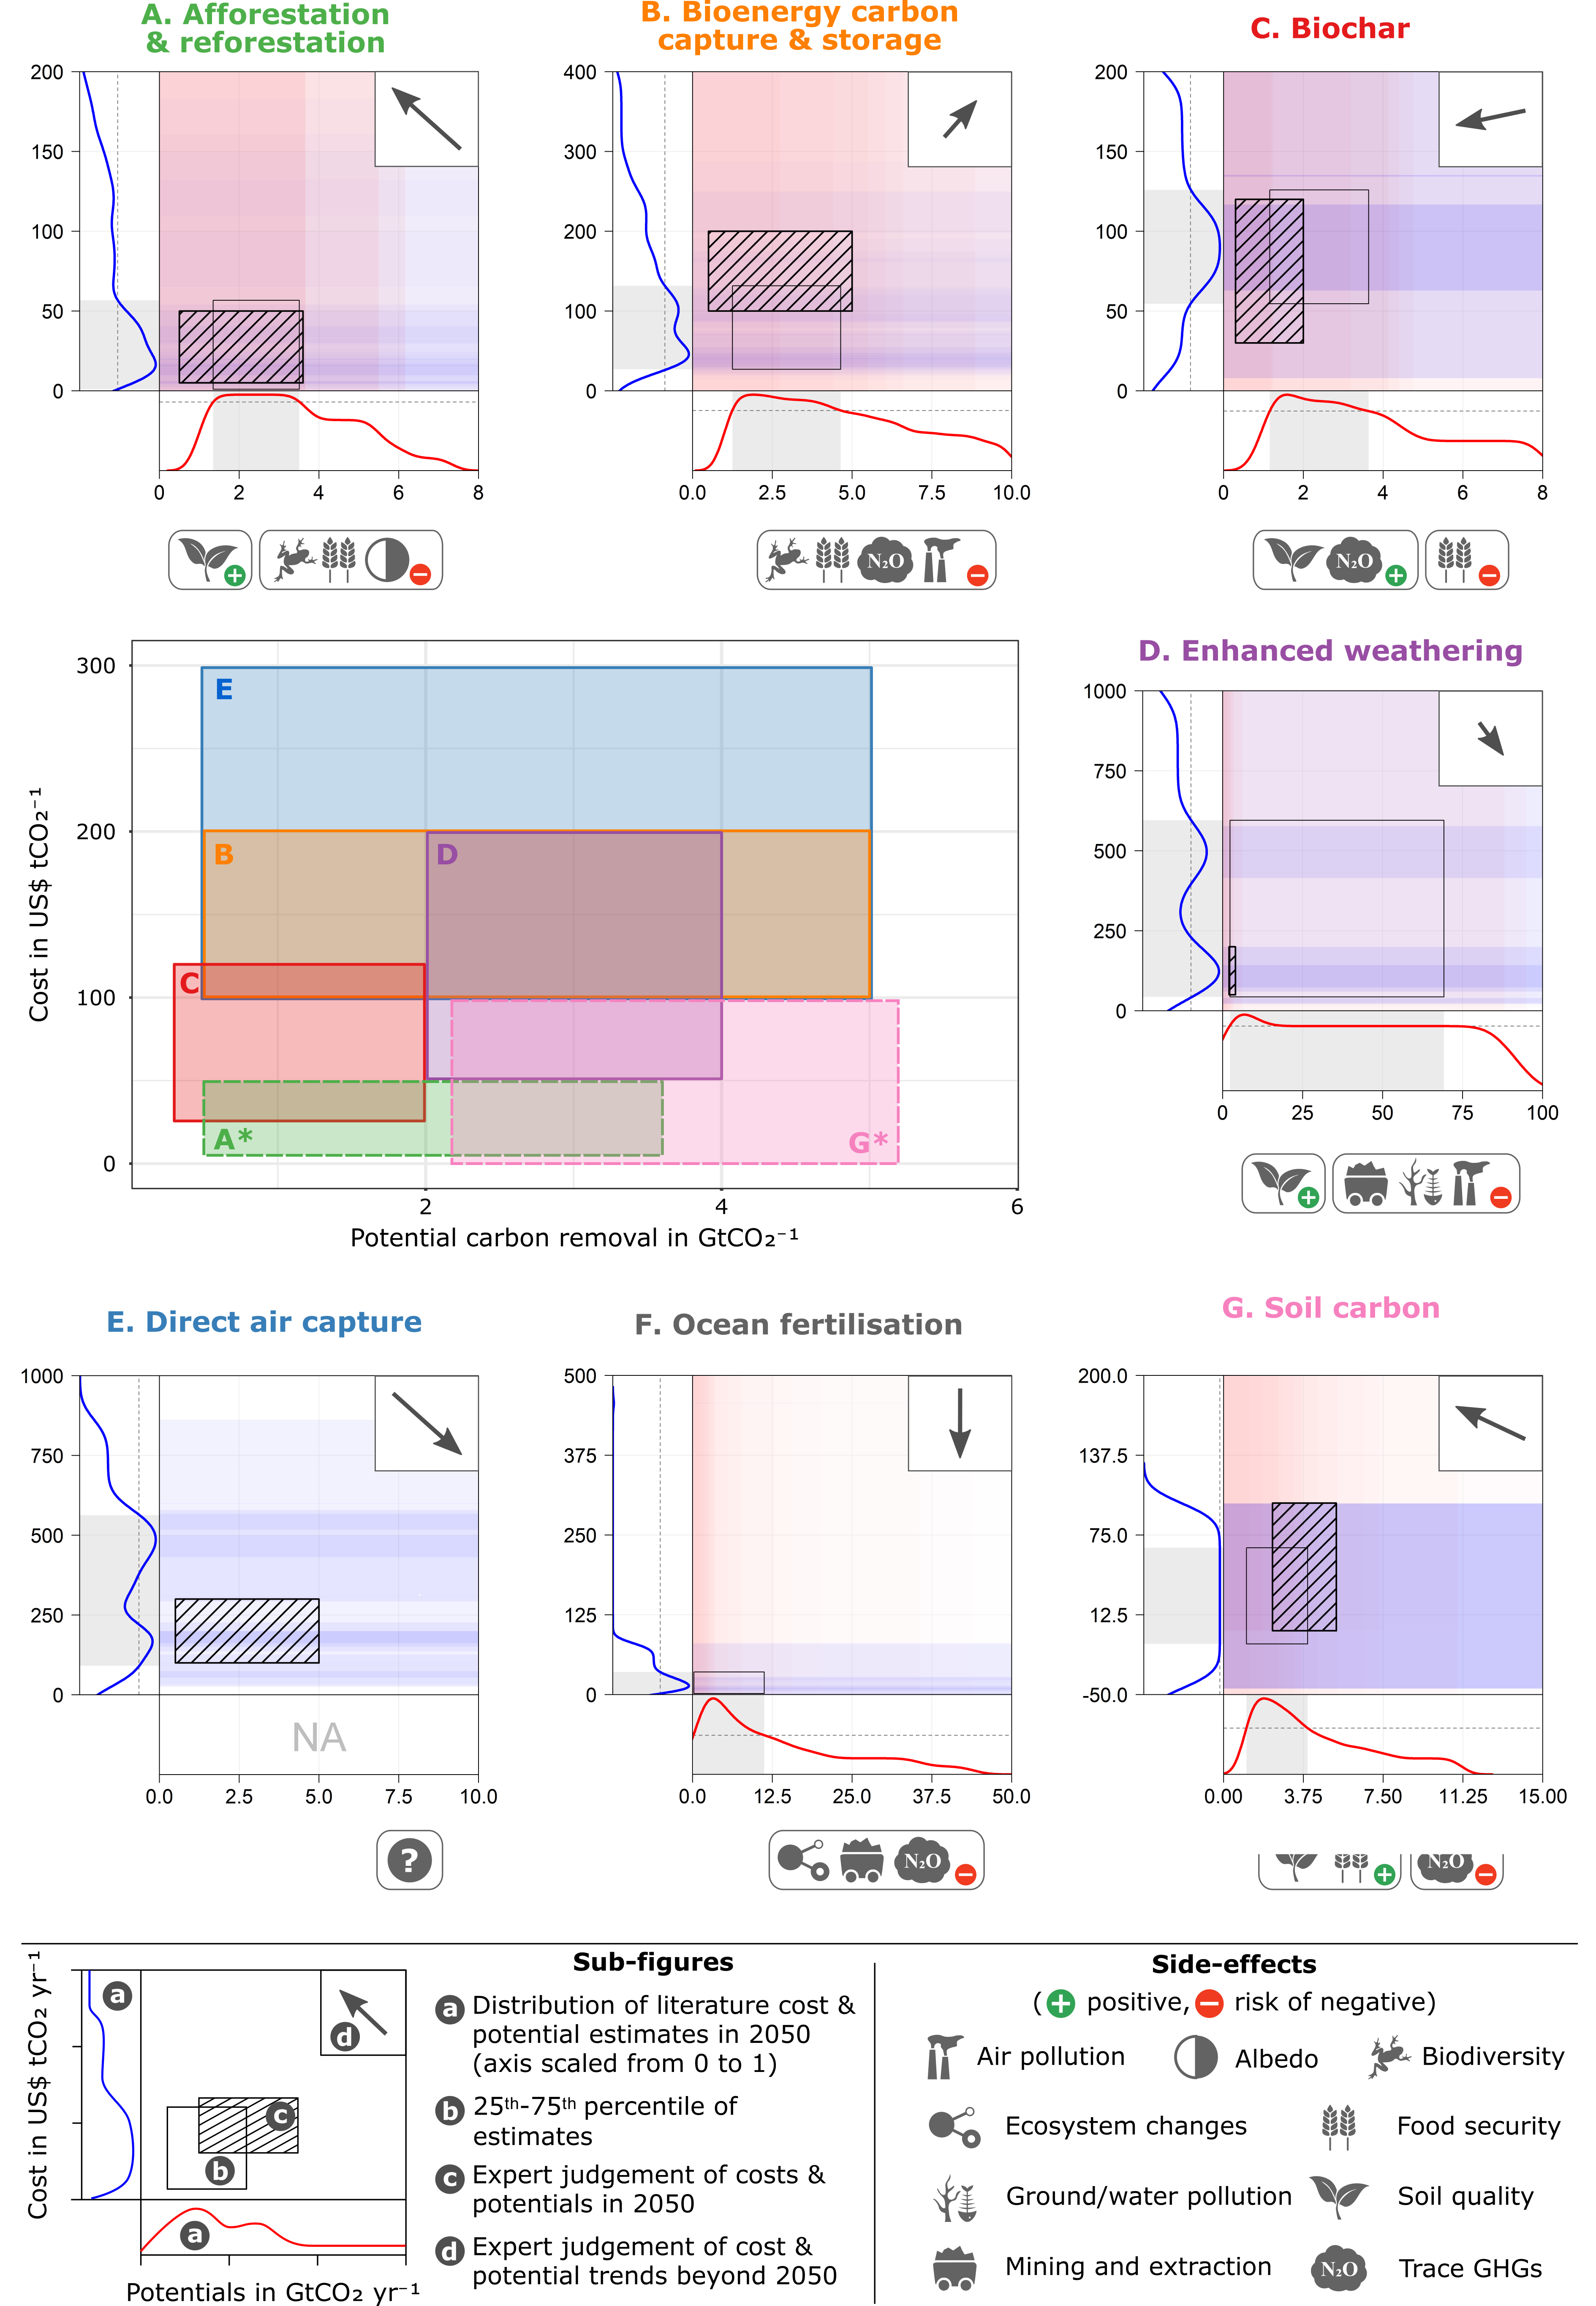 A. Afforestation
& reforestation
B. Bioenergy carbon
capture & storage
C. Biochar
200
150
100
50
0
0
2
4
6
8
400
300
200
100
0
0.0
2.5
5.0
7.5
10.0
200
150
100
50
0
0
2
4
6
8
+
−
N₂O
−
N₂O
+
−
Cost in US$ tCO₂⁻¹
300
200
100
0
E
B
D
C
A*
G*
2
4
6
Potential carbon removal in GtCO₂⁻¹
D. Enhanced weathering
1000
750
500
250
0
0
25
50
75
100
+
−
E. Direct air capture
1000
750
500
250
0
NA
0.0
2.5
5.0
7.5
10.0
?
F. Ocean fertilisation
500
375
250
125
0
0.0
12.5
25.0
37.5
50.0
N₂O
−
G. Soil carbon
200.0
137.5
75.0
12.5
-50.0
0.00
3.75
7.50
11.25
15.00
+
N₂O
−
Cost in US$ tCO₂ yr⁻¹
a
d
c
b
a
Potentials in GtCO₂ yr⁻¹
Sub-figures
a Distribution of literature cost &
potential estimates in 2050
(axis scaled from 0 to 1)
b 25ᵗʰ-75ᵗʰ percentile of
estimates
c Expert judgement of costs &
potentials in 2050
d Expert judgement of cost &
potential trends beyond 2050
Side-effects
(+ positive, − risk of negative)
Air pollution
Albedo
Biodiversity
Ecosystem changes
Food security
Ground/water pollution
Soil quality
Mining and extraction
N₂O Trace GHGs